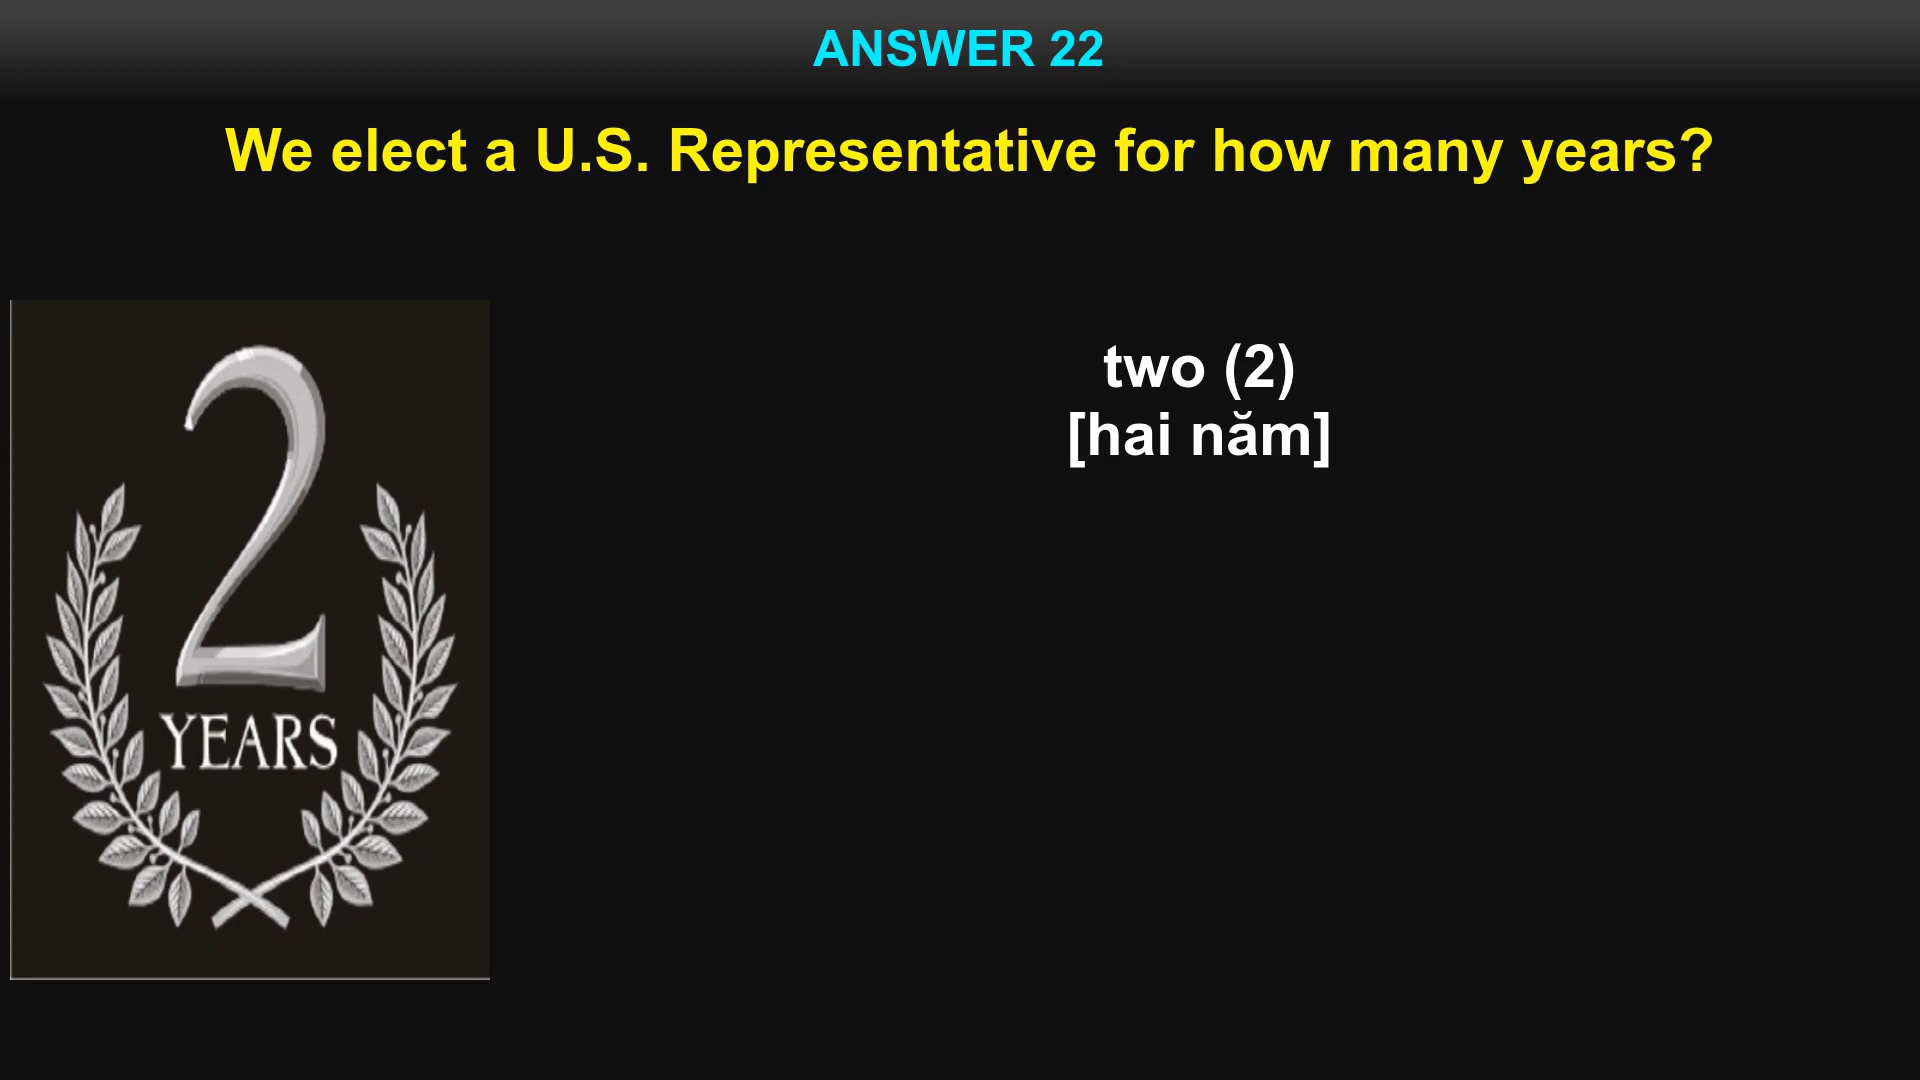 ANSWER 22
We elect a U.S. Representative for how many years?
two (2)
[hai năm]
2
YEARS